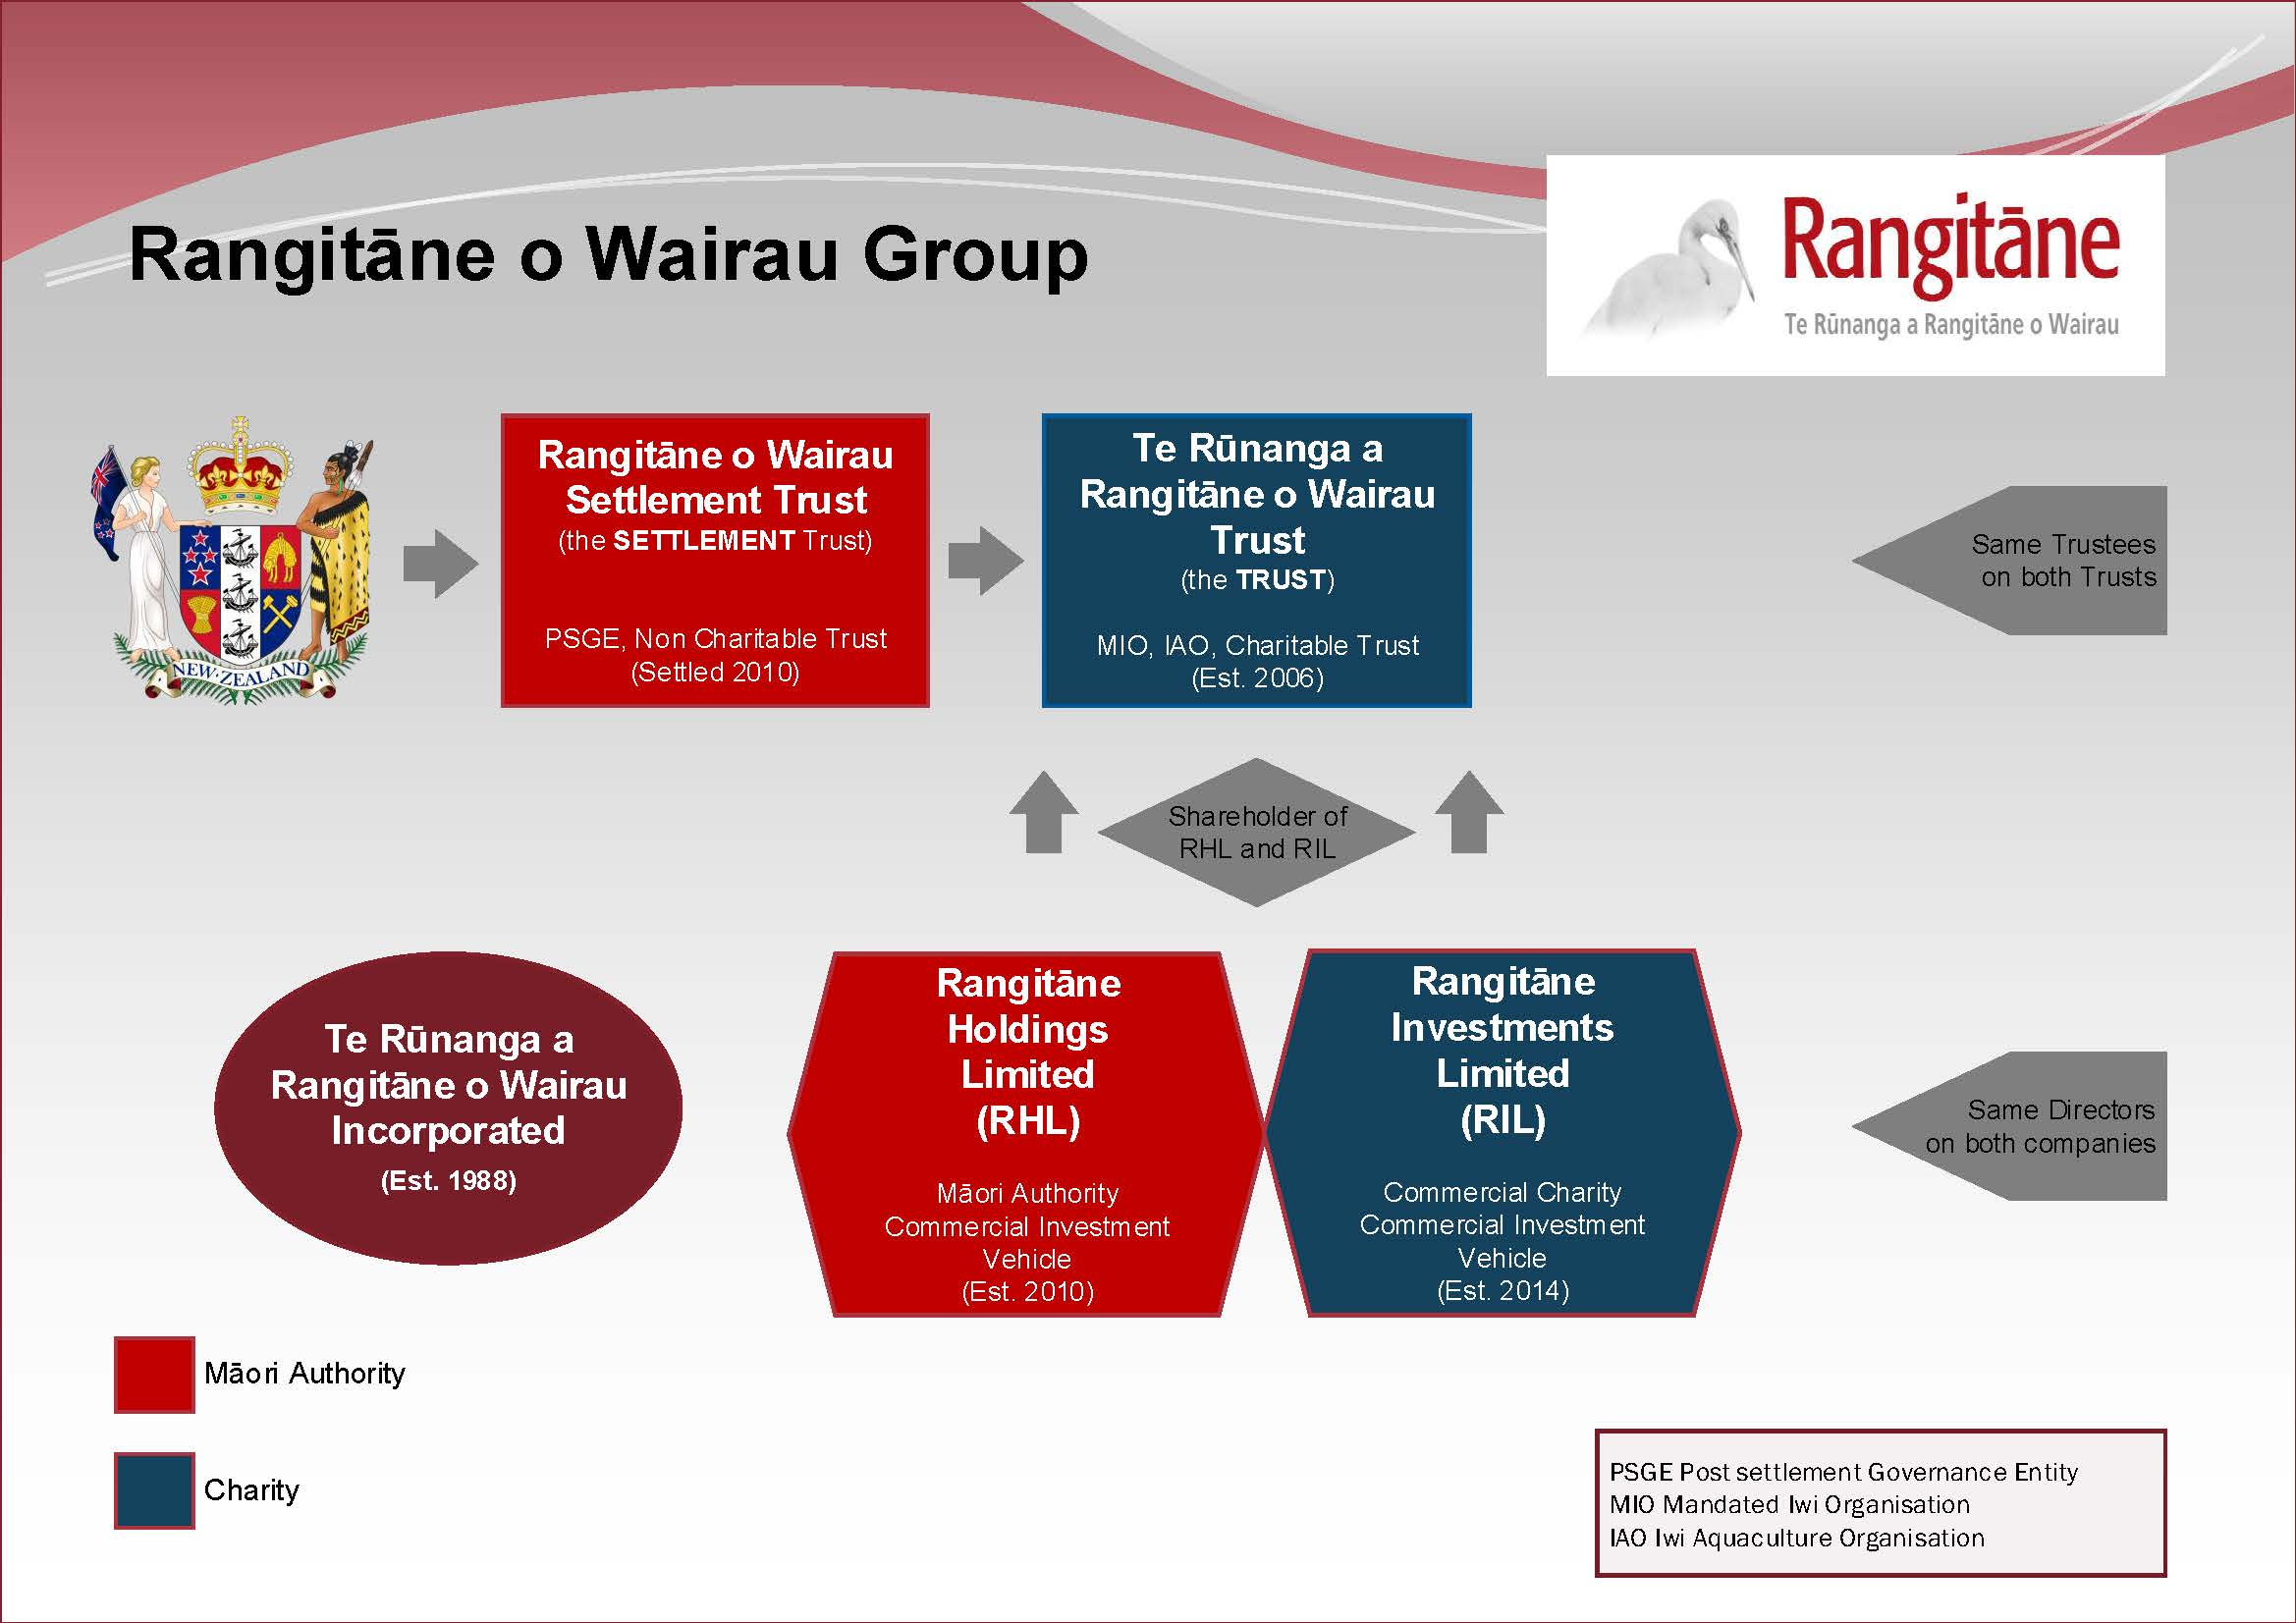 Rangitāne o Wairau Group
Rangitāne
Te Rūnanga a Rangitāne o Wairau
NEW·ZEALAND
Rangitāne o Wairau
Settlement Trust
(the SETTLEMENT Trust)
PSGE, Non Charitable Trust
(Settled 2010)
Te Rūnanga a
Rangitāne o Wairau
Trust
(the TRUST)
MIO, IAO, Charitable Trust
(Est. 2006)
Same Trustees
on both Trusts
Shareholder of
RHL and RIL
Te Rūnanga a
Rangitāne o Wairau
Incorporated
(Est. 1988)
Rangitāne
Holdings
Limited
(RHL)
Māori Authority
Commercial Investment
Vehicle
(Est. 2010)
Rangitāne
Investments
Limited
(RIL)
Commercial Charity
Commercial Investment
Vehicle
(Est. 2014)
Same Directors
on both companies
Māori Authority
Charity
PSGE Post settlement Governance Entity
MIO Mandated Iwi Organisation
IAO Iwi Aquaculture Organisation